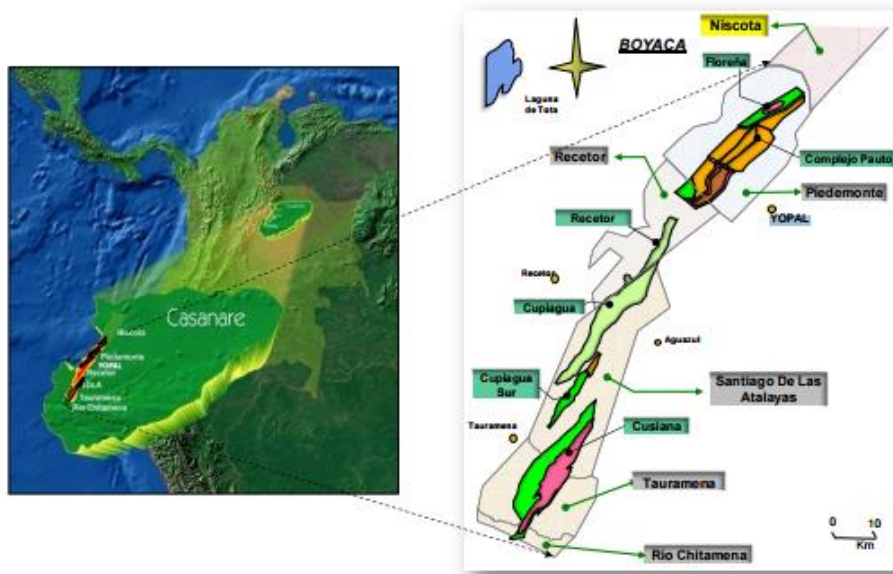 Casanare
Niscota
Piedemonte
YOPAL
Recetor
Tauramena
Rio Chitamena
BOYACA
Niscota
Floreña
Laguna
de Tota
Complejo Pauto
Recetor
Piedemonte
YOPAL
Recetor
Recetor
Cupiagua
Aguazul
Cupiagua
Sur
Santiago De Las
Atalayas
Tauramena
Cusiana
Tauramena
0 10
Km
Rio Chitamena